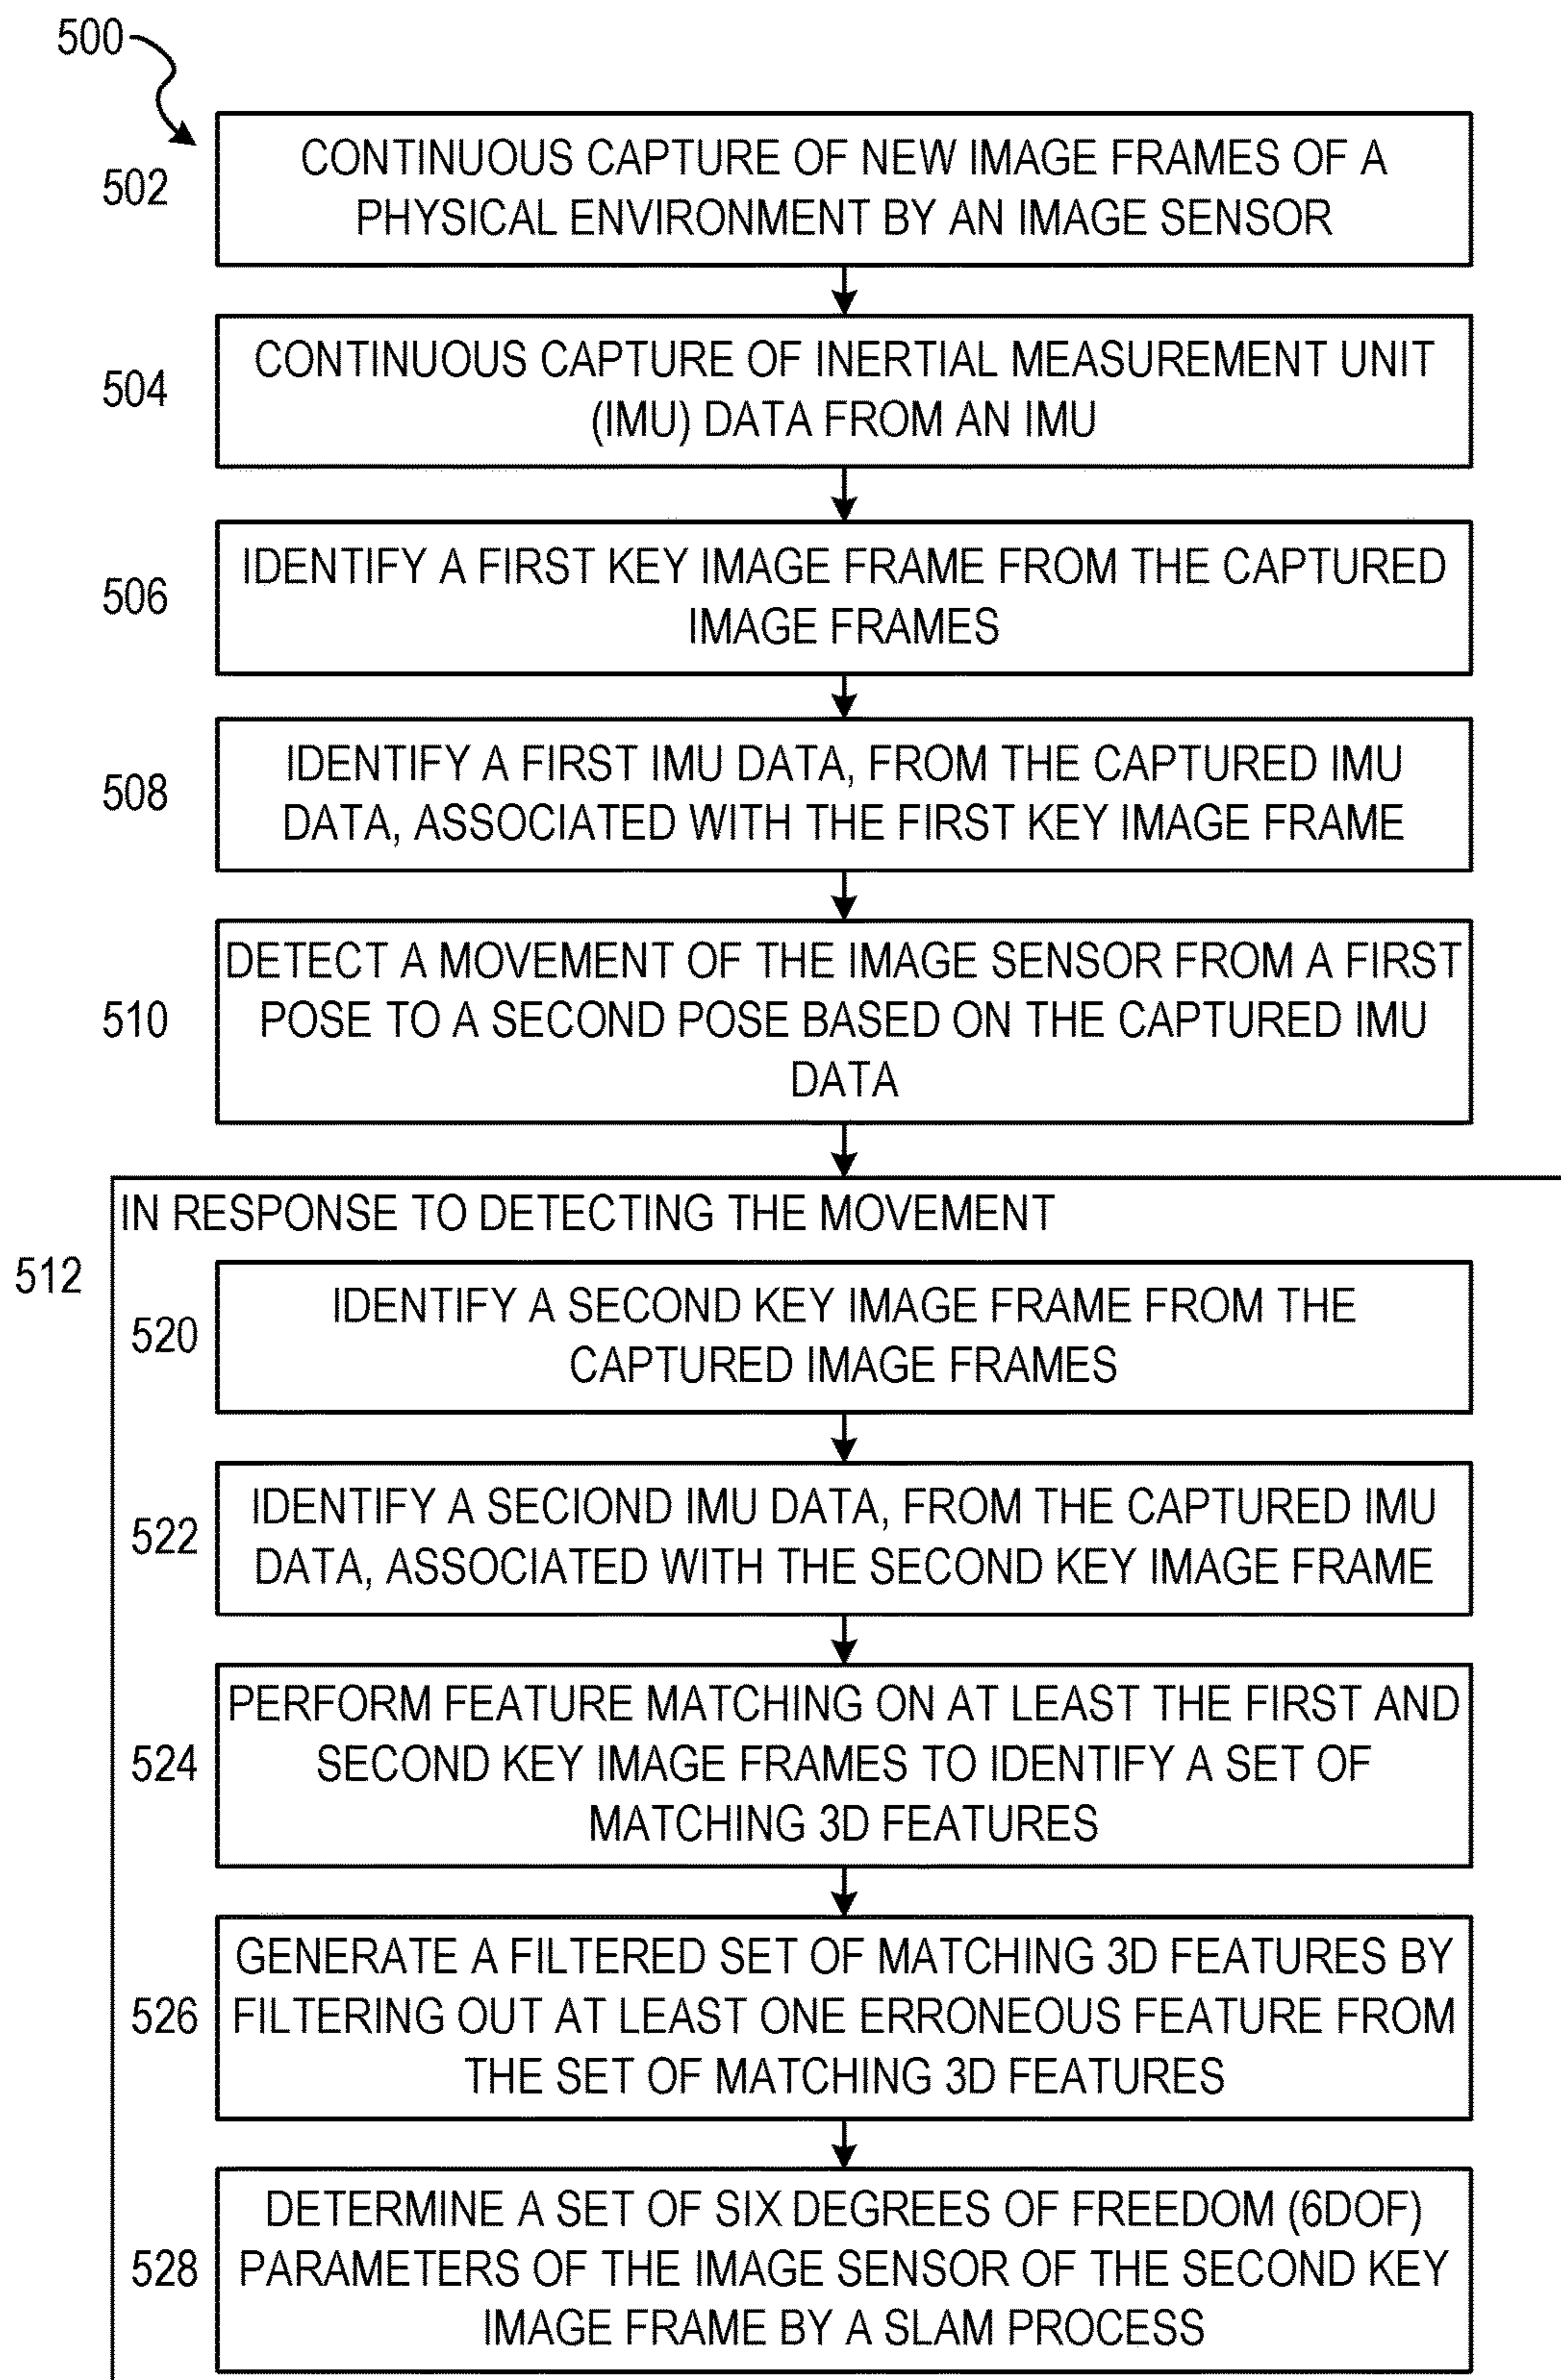 500
502
CONTINUOUS CAPTURE OF NEW IMAGE FRAMES OF A
PHYSICAL ENVIRONMENT BY AN IMAGE SENSOR
504
CONTINUOUS CAPTURE OF INERTIAL MEASUREMENT UNIT
(IMU) DATA FROM AN IMU
506
IDENTIFY A FIRST KEY IMAGE FRAME FROM THE CAPTURED
IMAGE FRAMES
508
IDENTIFY A FIRST IMU DATA, FROM THE CAPTURED IMU
DATA, ASSOCIATED WITH THE FIRST KEY IMAGE FRAME
510
DETECT A MOVEMENT OF THE IMAGE SENSOR FROM A FIRST
POSE TO A SECOND POSE BASED ON THE CAPTURED IMU
DATA
IN RESPONSE TO DETECTING THE MOVEMENT
512
520
IDENTIFY A SECOND KEY IMAGE FRAME FROM THE
CAPTURED IMAGE FRAMES
522
IDENTIFY A SECIOND IMU DATA, FROM THE CAPTURED IMU
DATA, ASSOCIATED WITH THE SECOND KEY IMAGE FRAME
524
PERFORM FEATURE MATCHING ON AT LEAST THE FIRST AND
SECOND KEY IMAGE FRAMES TO IDENTIFY A SET OF
MATCHING 3D FEATURES
526
GENERATE A FILTERED SET OF MATCHING 3D FEATURES BY
FILTERING OUT AT LEAST ONE ERRONEOUS FEATURE FROM
THE SET OF MATCHING 3D FEATURES
528
DETERMINE A SET OF SIX DEGREES OF FREEDOM (6DOF)
PARAMETERS OF THE IMAGE SENSOR OF THE SECOND KEY
IMAGE FRAME BY A SLAM PROCESS